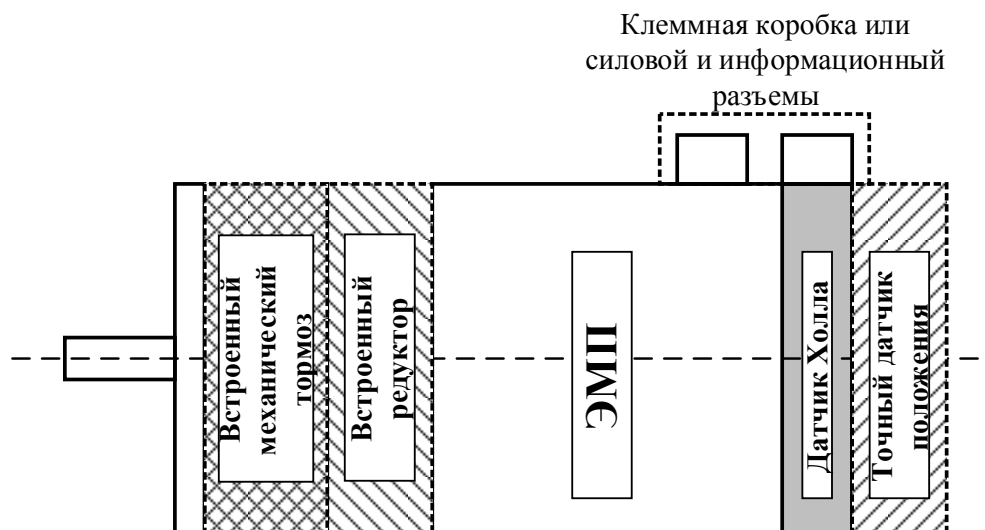 Клеммная коробка или
силовой и информационный
разъемы
Встроенный
механический
тормоз
Встроенный
редуктор
ЭМП
Датчик Холла
Точный датчик
положения